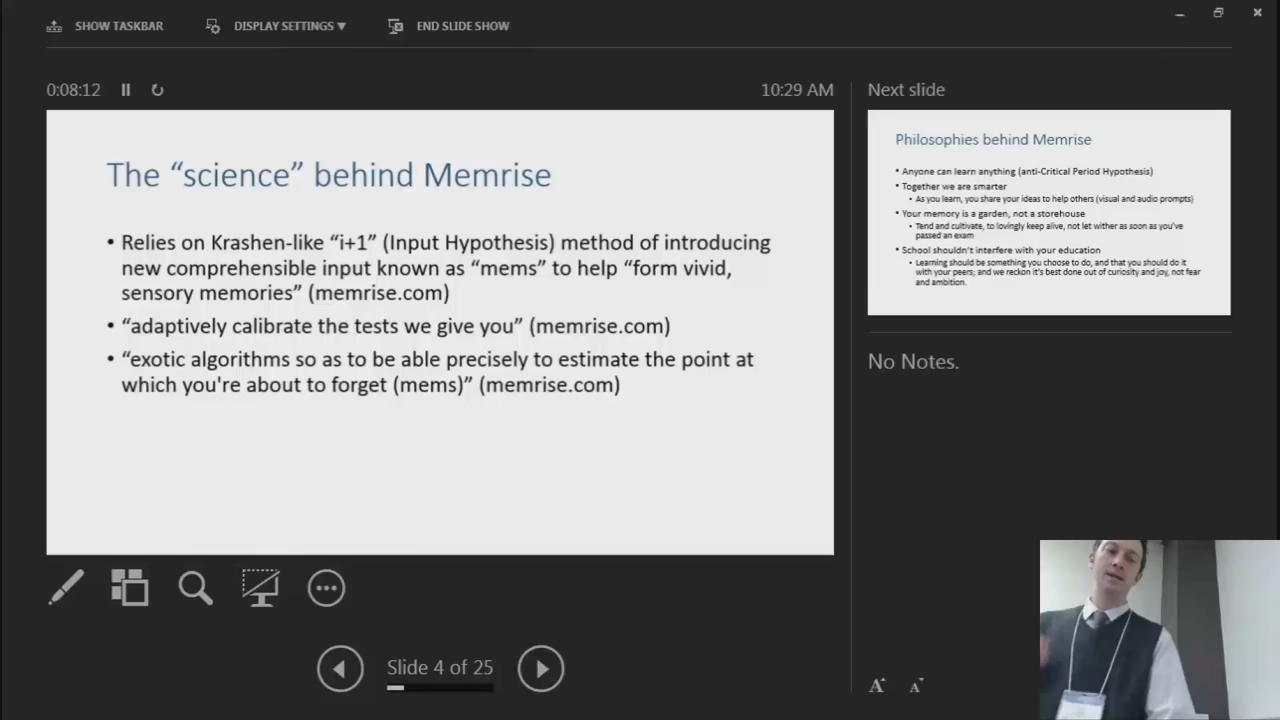 SHOW TASKBAR
DISPLAY SETTINGS ▼
END SLIDE SHOW
0:08:12
10:29 AM
The “science” behind Memrise
• Relies on Krashen-like “i+1” (Input Hypothesis) method of introducing
new comprehensible input known as “mems” to help “form vivid,
sensory memories” (memrise.com)
• “adaptively calibrate the tests we give you” (memrise.com)
• “exotic algorithms so as to be able precisely to estimate the point at
which you're about to forget (mems)” (memrise.com)
Slide 4 of 25
Next slide
Philosophies behind Memrise
• Anyone can learn anything (anti-Critical Period Hypothesis)
• Together we are smarter
• As you learn, you share your ideas to help others (visual and audio prompts)
• Your memory is a garden, not a storehouse
• Tend and cultivate, to lovingly keep alive, not let wither as soon as you've
passed an exam
• School shouldn't interfere with your education
• Learning should be something you choose to do, and that you should do it
with your peers; and we reckon it's best done out of curiosity and joy, not fear
and ambition.
No Notes.
A A